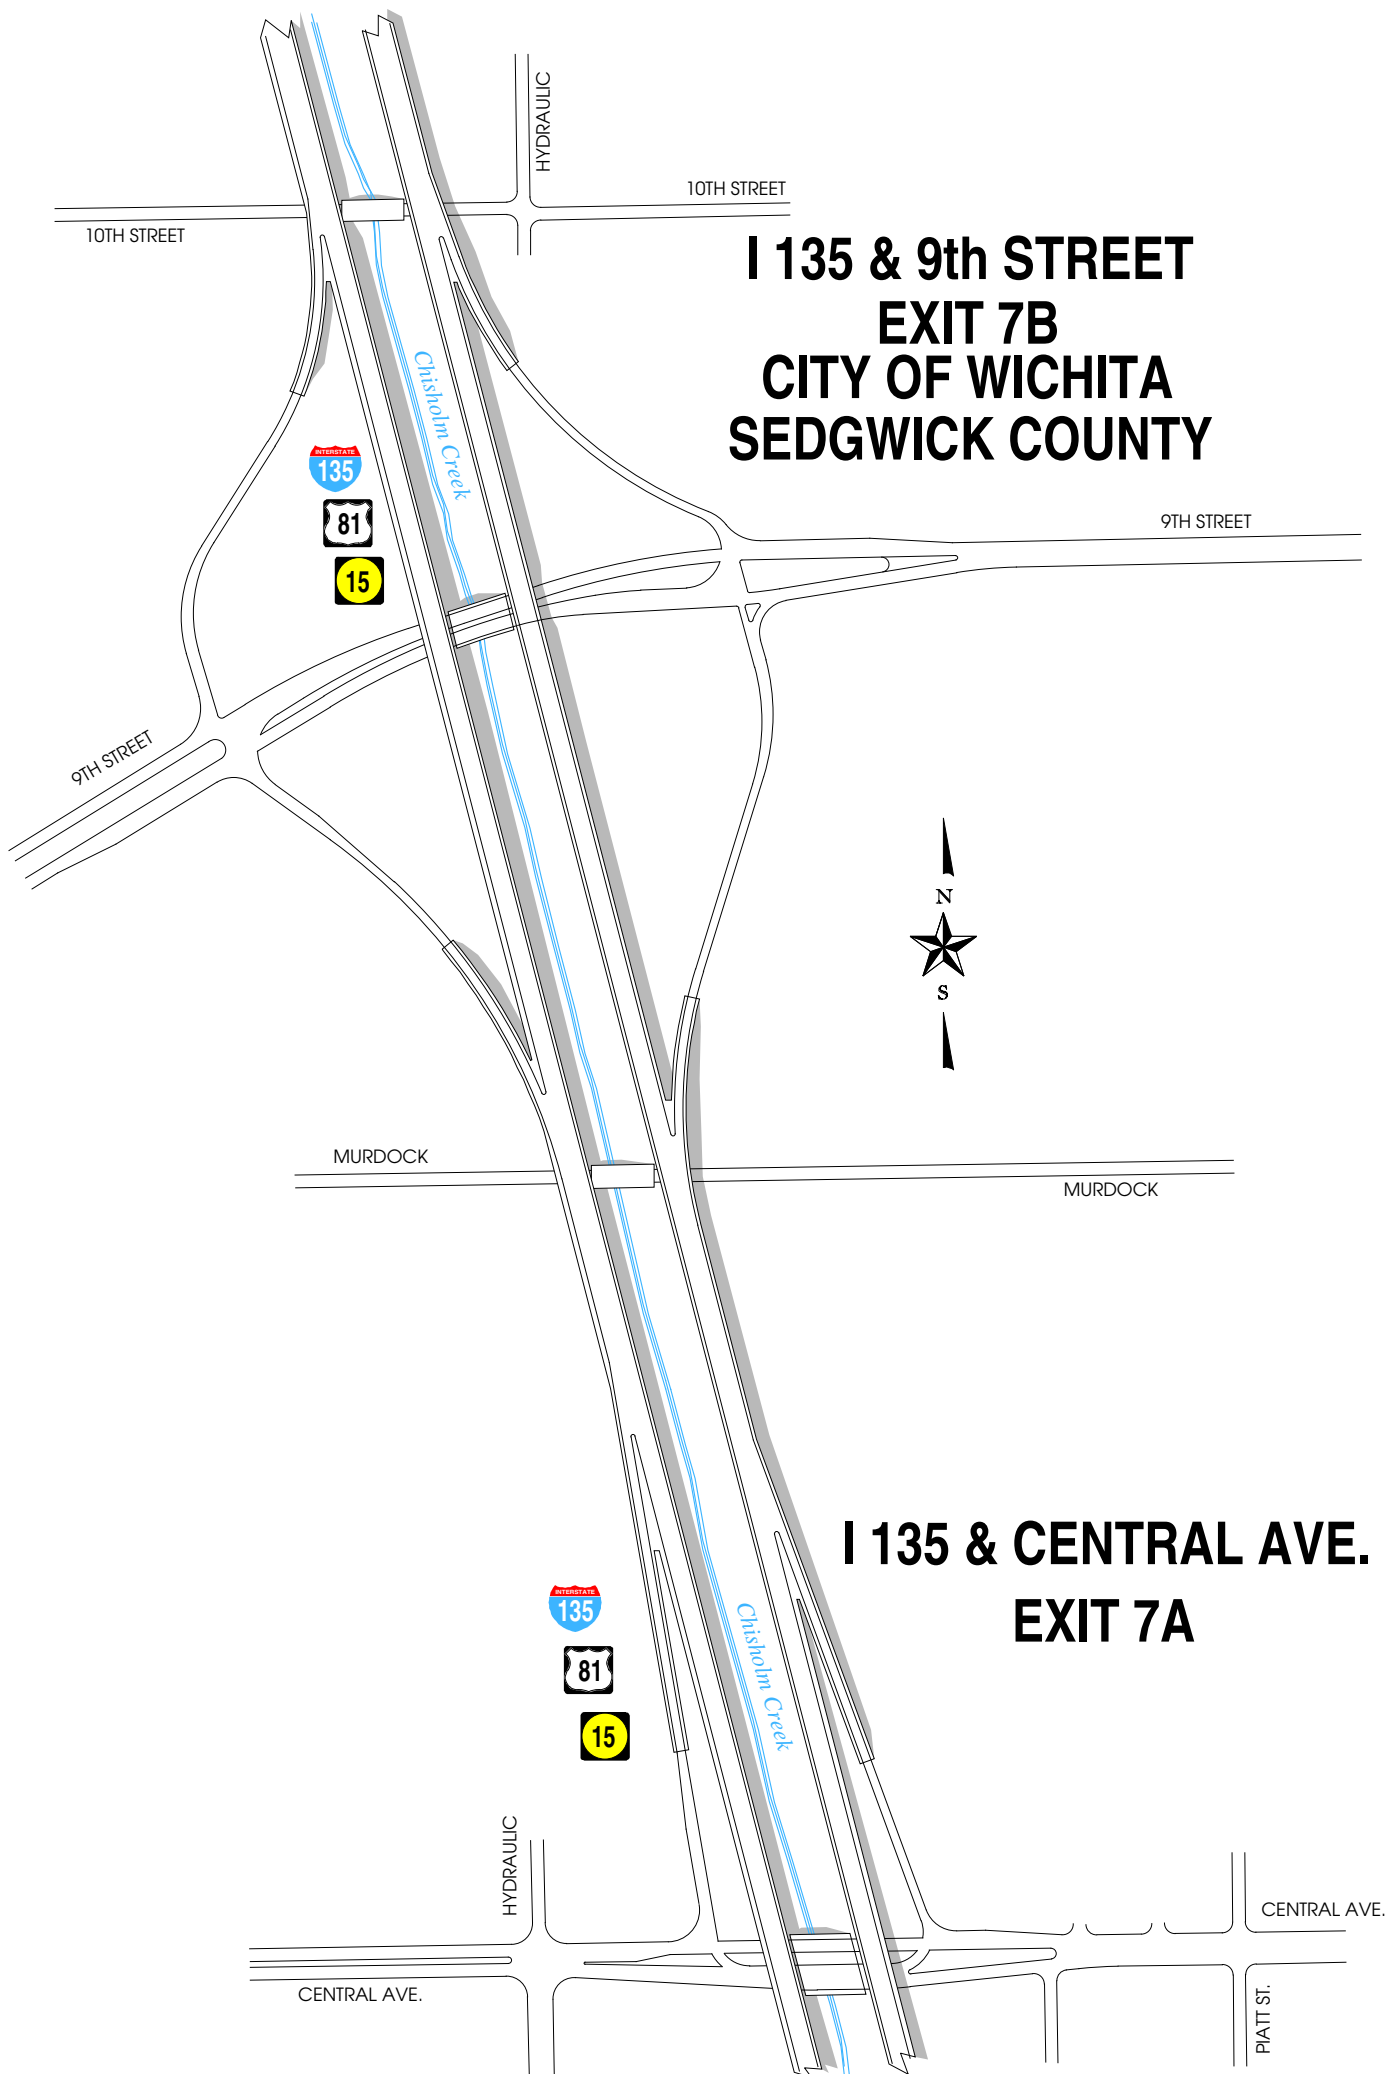 HYDRAULIC
10TH STREET
10TH STREET
I 135 & 9th STREET
EXIT 7B
CITY OF WICHITA
SEDGWICK COUNTY
Chisholm Creek
INTERSTATE
135
81
15
9TH STREET
9TH STREET
N
S
MURDOCK
MURDOCK
I 135 & CENTRAL AVE.
EXIT 7A
INTERSTATE
135
81
15
Chisholm Creek
HYDRAULIC
CENTRAL AVE.
CENTRAL AVE.
PIATT ST.